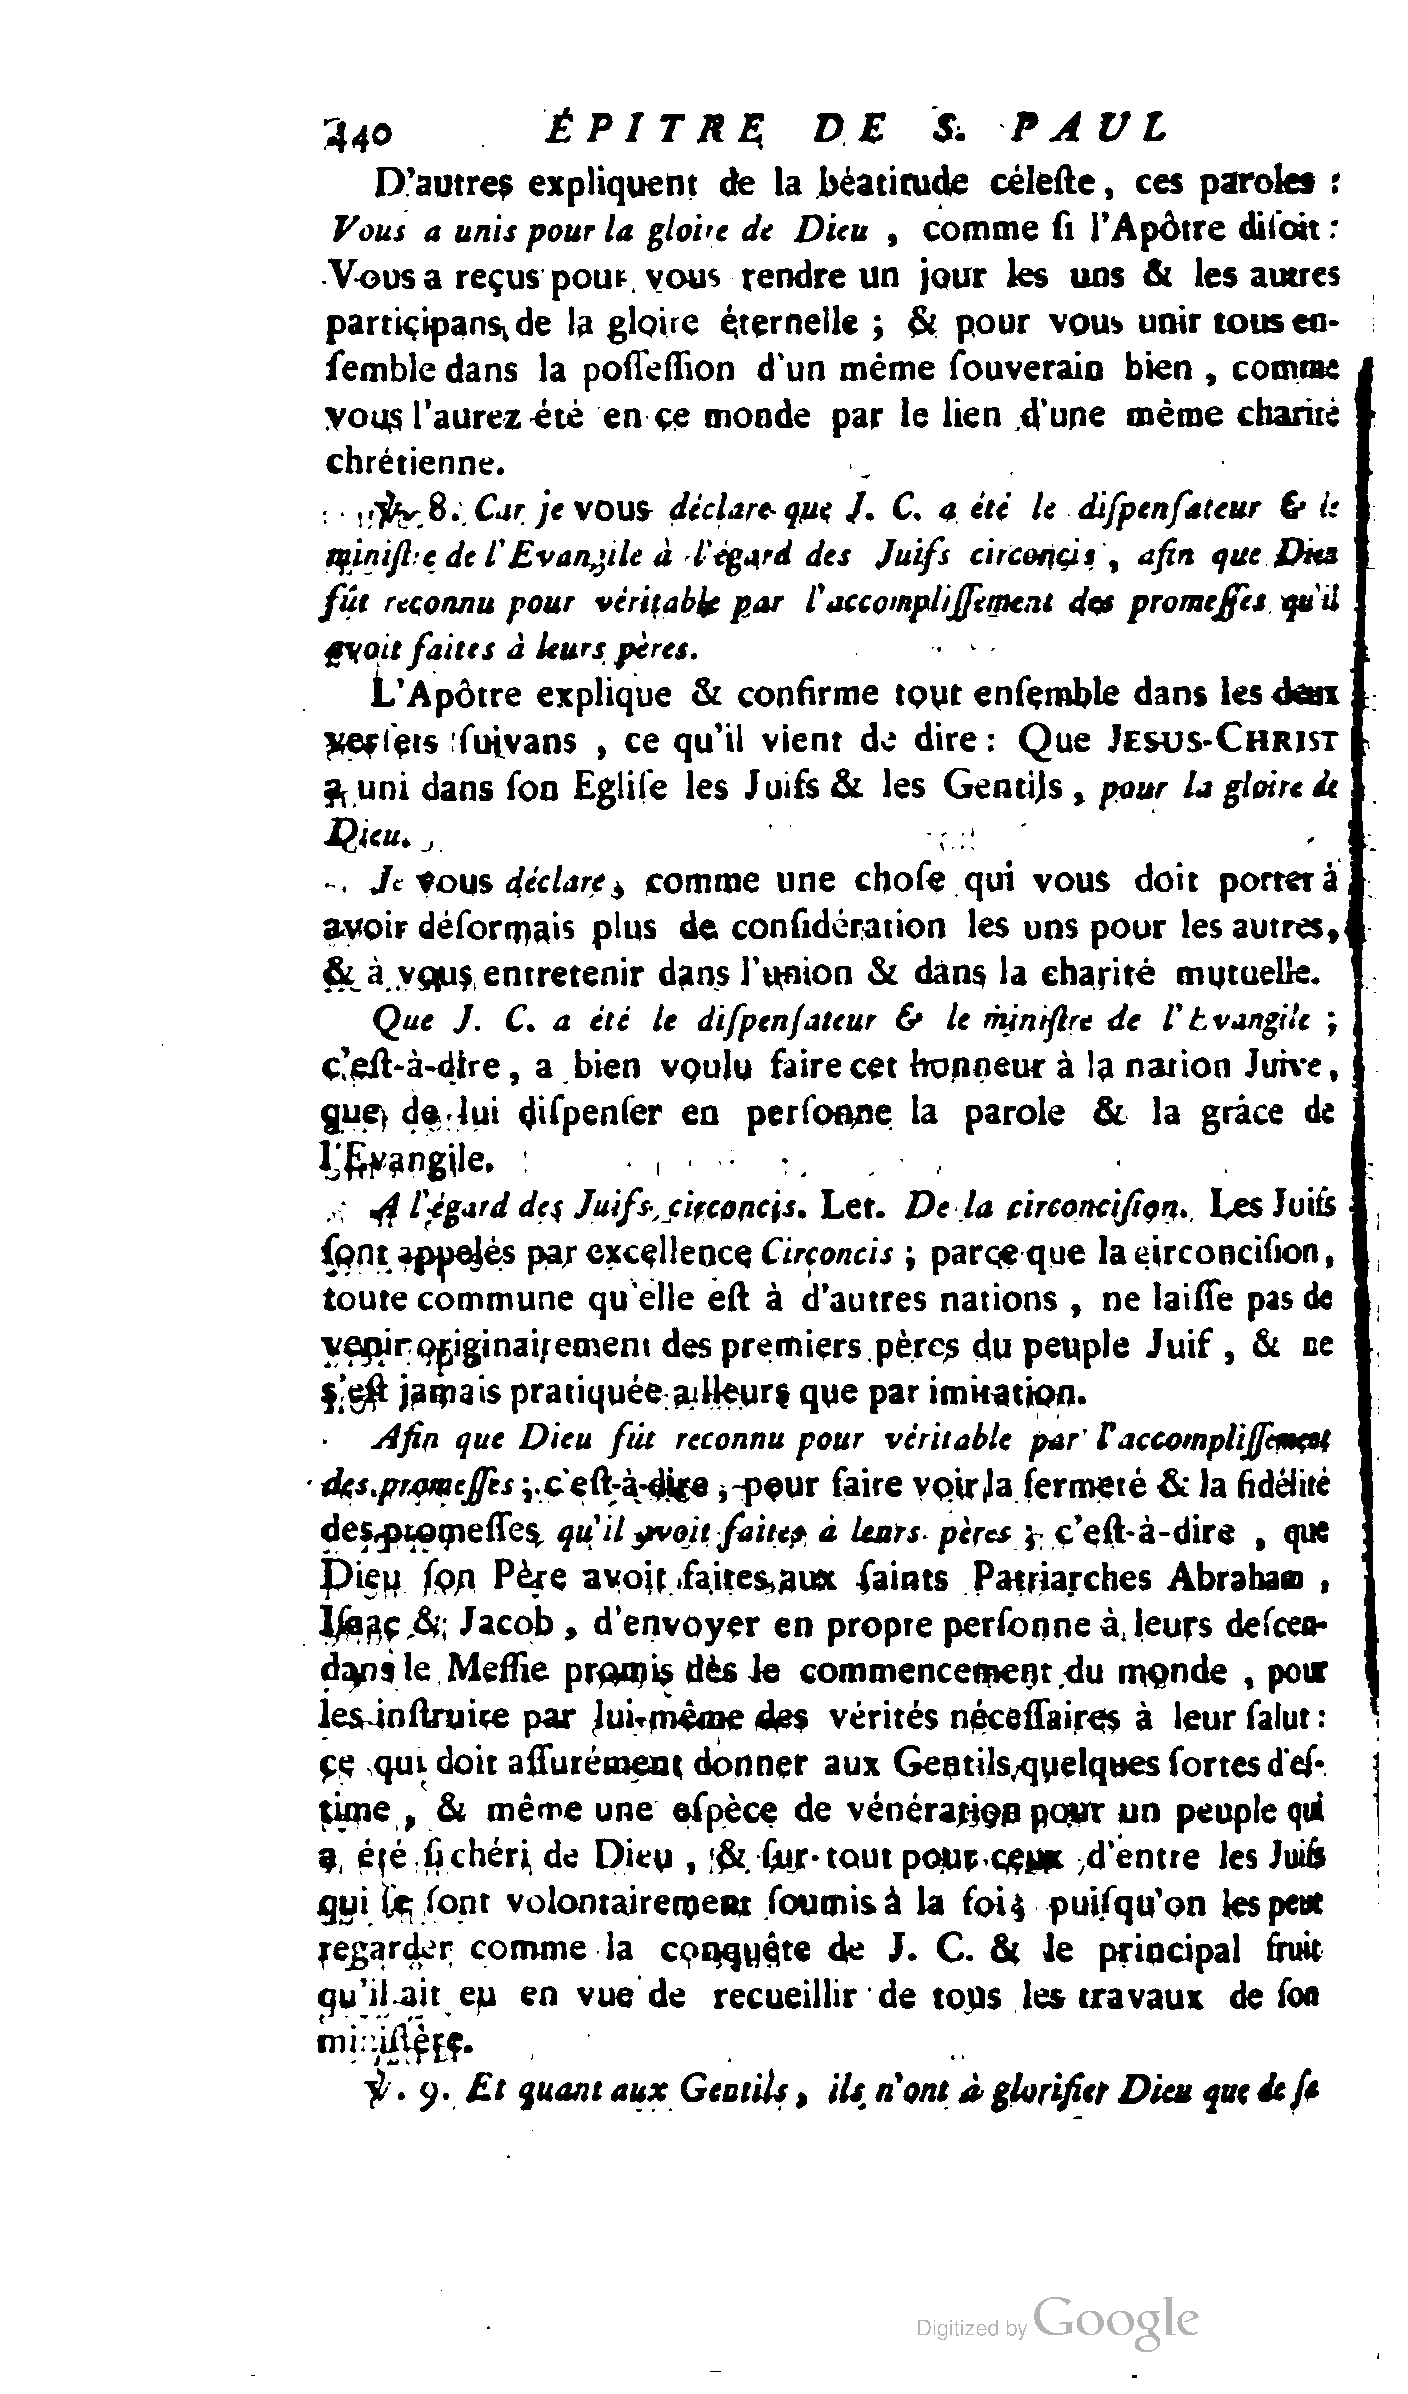 440 ÉPITRE DE S. PAUL
D'autres expliquent de la béatitude céleſte, ces paroles :
Vous a unis pour la gloire de Dieu , comme ſi l'Apôtre diſoit :
Vous a reçus pour vous rendre un jour les uns & les autres
participans de la gloire éternelle ; & pour vous unir tous en-
ſemble dans la poſſeſſion d'un même ſouverain bien , comme
vous l'aurez été en ce monde par le lien d'une même charité
chrétienne.
℣. 8. Car je vous déclare que J. C. a été le diſpenſateur & le
miniſtre de l'Evangile à l'égard des Juifs circoncis , afin que Dieu
fût reconnu pour véritable par l'accompliſſement des promeſſes qu'il
avoit faites à leurs pères.
L'Apôtre explique & confirme tout enſemble dans les deux
verſets ſuivans , ce qu'il vient de dire : Que JESUS-CHRIST
a uni dans ſon Egliſe les Juifs & les Gentils , pour la gloire de
Dieu.
Je vous déclare , comme une choſe qui vous doit porter à
avoir déſormais plus de conſidération les uns pour les autres,
& à vous entretenir dans l'union & dans la charité mutuelle.
Que J. C. a été le diſpenſateur & le miniſtre de l'Evangile ;
c'eſt-à-dire , a bien voulu faire cet honneur à la nation Juive,
que de lui diſpenſer en perſonne la parole & la grâce de
l'Evangile.
A l'égard des Juifs circoncis. Let. De la circonciſion. Les Juifs
ſont appelés par excellence Circoncis ; parce que la circonciſion,
toute commune qu'elle eſt à d'autres nations , ne laiſſe pas de
venir originairement des premiers pères du peuple Juif , & ne
s'eſt jamais pratiquée ailleurs que par imitation.
Afin que Dieu fût reconnu pour véritable par l'accompliſſement
des promeſſes ; c'eſt-à-dire , pour faire voir la fermeté & la fidélité
des promeſſes qu'il avoit faites à leurs pères ; c'eſt-à-dire , que
Dieu ſon Père avoit faites aux ſaints Patriarches Abraham ,
Iſaac & Jacob , d'envoyer en propre perſonne à leurs deſcen-
dans le Meſſie promis dès le commencement du monde , pour
les inſtruire par lui-même des vérités néceſſaires à leur ſalut :
ce qui doit aſſurément donner aux Gentils quelques ſortes d'eſ-
time , & même une eſpèce de vénération pour un peuple qui
a été ſi chéri de Dieu , & ſur-tout pour ceux d'entre les Juifs
qui ſe ſont volontairement ſoumis à la foi ; puiſqu'on les peut
regarder comme la conquête de J. C. & le principal fruit
qu'il ait eu en vue de recueillir de tous les travaux de ſon
miniſtère.
℣. 9. Et quant aux Gentils , ils n'ont à glorifier Dieu que de ſa
Digitized by Google